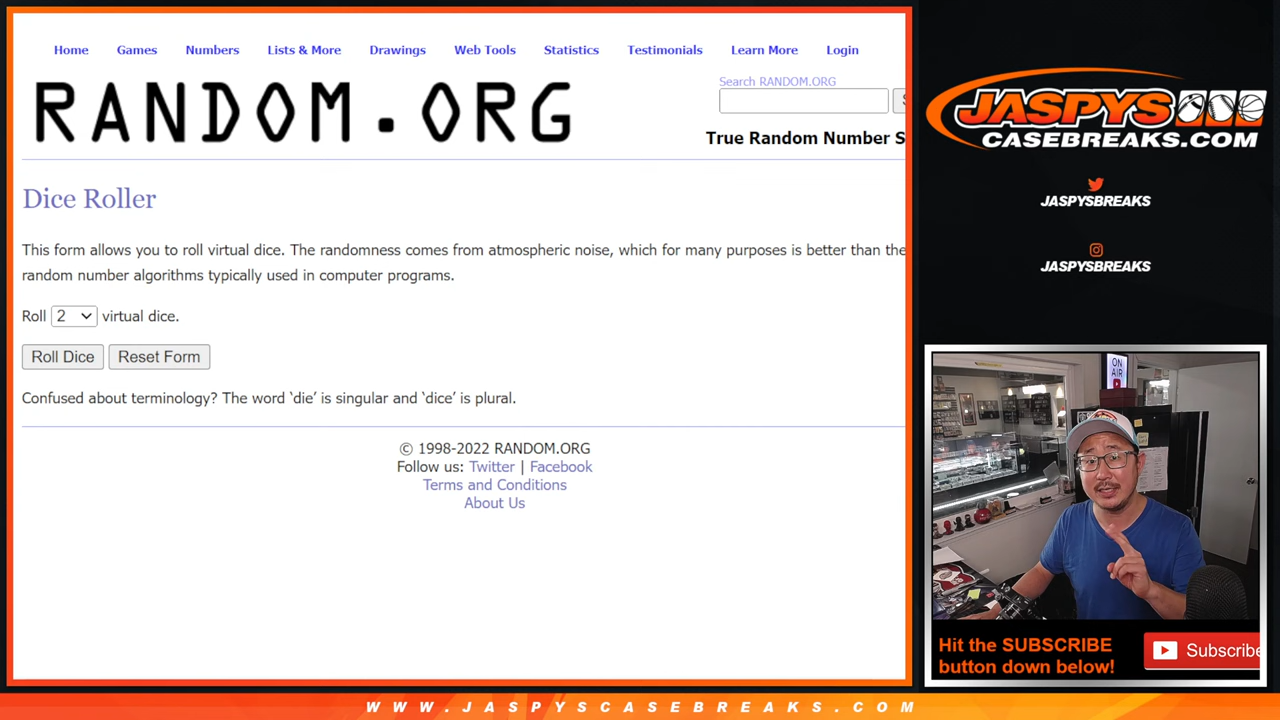 Home Games Numbers Lists & More Drawings Web Tools Statistics Testimonials Learn More Login
RANDOM.ORG
Search RANDOM.ORG
True Random Number S
Dice Roller
This form allows you to roll virtual dice. The randomness comes from atmospheric noise, which for many purposes is better than the
random number algorithms typically used in computer programs.
Roll 2 virtual dice.
Roll Dice Reset Form
Confused about terminology? The word ‘die’ is singular and ‘dice’ is plural.
© 1998-2022 RANDOM.ORG
Follow us: Twitter | Facebook
Terms and Conditions
About Us
JASPYS
CASEBREAKS.COM
JASPYSBREAKS
JASPYSBREAKS
ON
AIR
Hit the SUBSCRIBE
button down below!
Subscribe
WWW.JASPYSCASEBREAKS.COM